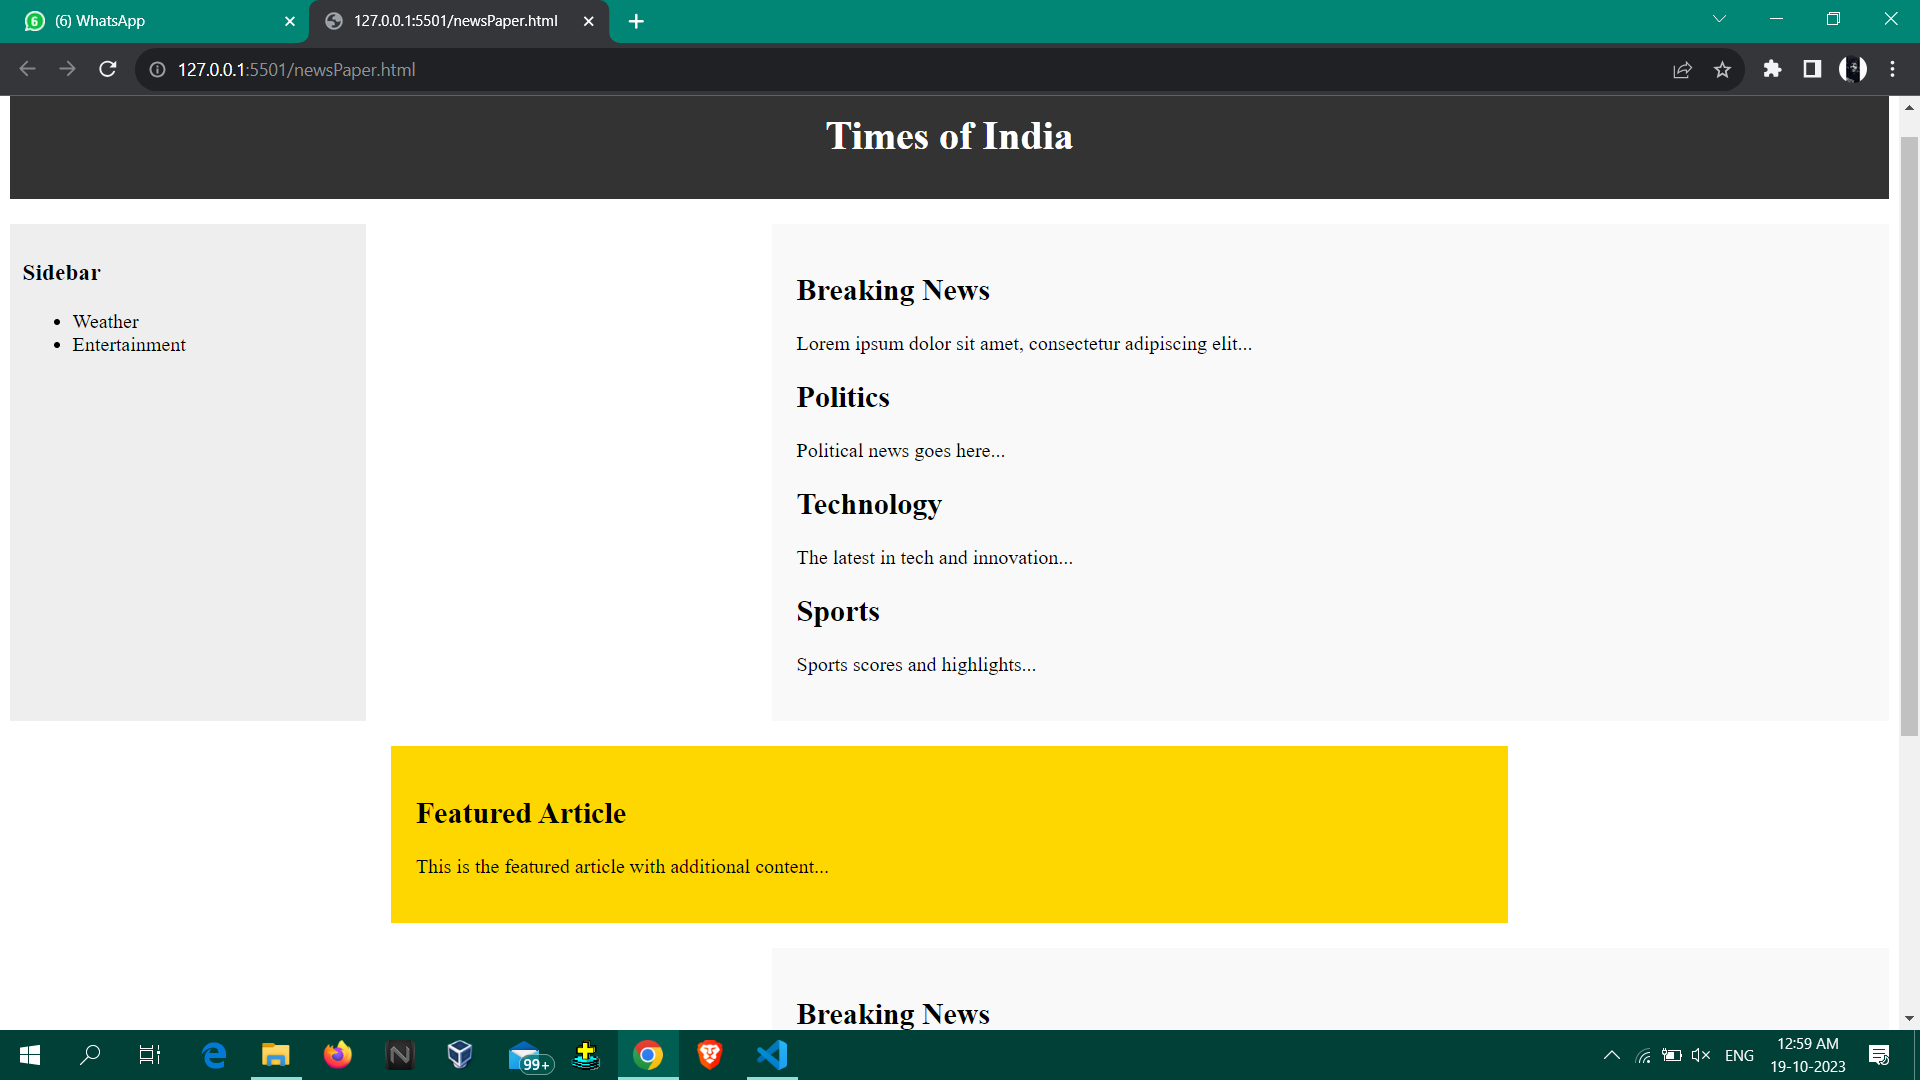 6 (6) WhatsApp
127.0.0.1:5501/newsPaper.html
127.0.0.1:5501/newsPaper.html
Times of India
Sidebar
• Weather
• Entertainment
Breaking News
Lorem ipsum dolor sit amet, consectetur adipiscing elit...
Politics
Political news goes here...
Technology
The latest in tech and innovation...
Sports
Sports scores and highlights...
Featured Article
This is the featured article with additional content...
Breaking News
N
99+
ENG
12:59 AM
19-10-2023